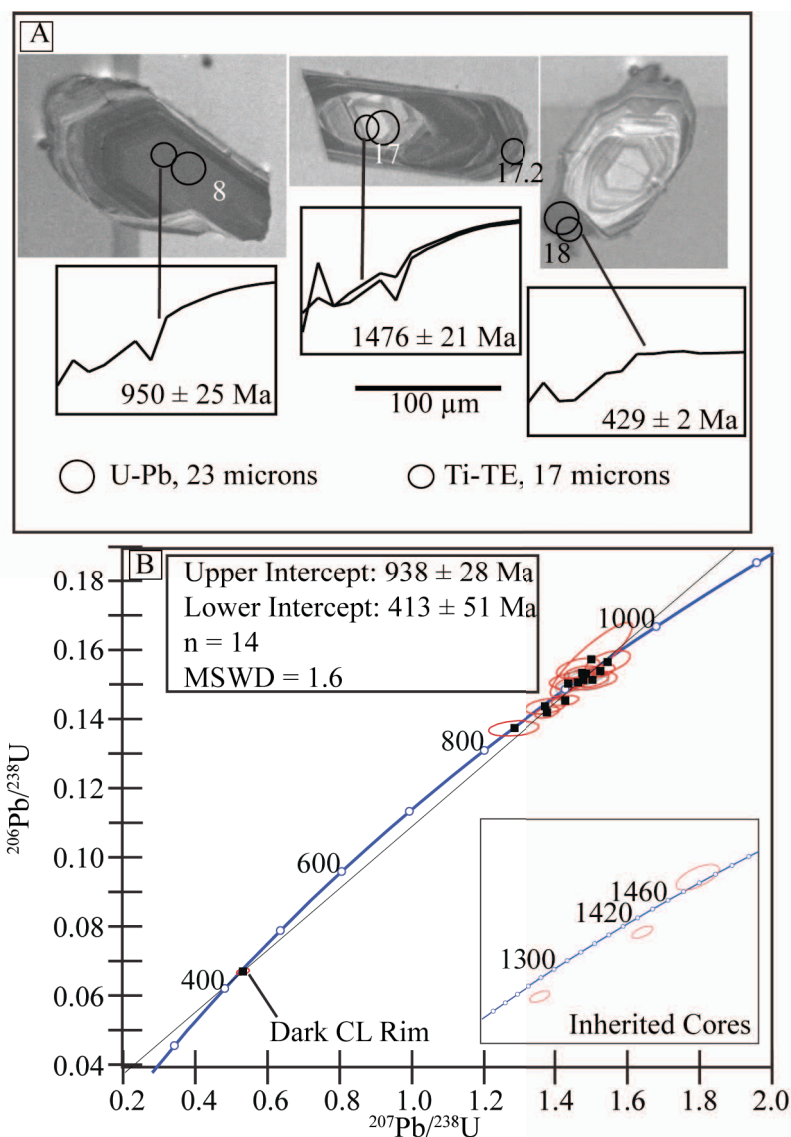 A
8
17
17.2
18
950 ± 25 Ma
1476 ± 21 Ma
429 ± 2 Ma
100 µm
U-Pb, 23 microns
Ti-TE, 17 microns
B
Upper Intercept: 938 ± 28 Ma
Lower Intercept: 413 ± 51 Ma
n = 14
MSWD = 1.6
0.18
0.16
0.14
0.12
0.10
0.08
0.06
0.04
206Pb/238U
1000
800
600
400
Dark CL Rim
1460
1420
1300
Inherited Cores
0.2
0.4
0.6
0.8
1.0
1.2
1.4
1.6
1.8
2.0
207Pb/238U